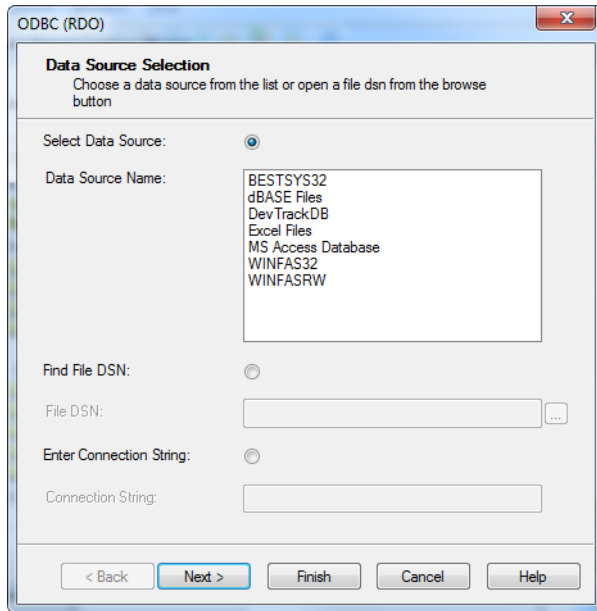 ODBC (RDO)
Data Source Selection
Choose a data source from the list or open a file dsn from the browse
button
Select Data Source:
Data Source Name:
BESTSYS32
dBASE Files
DevTrackDB
Excel Files
MS Access Database
WINFAS32
WINFASRW
Find File DSN:
File DSN:
...
Enter Connection String:
Connection String:
< Back
Next >
Finish
Cancel
Help